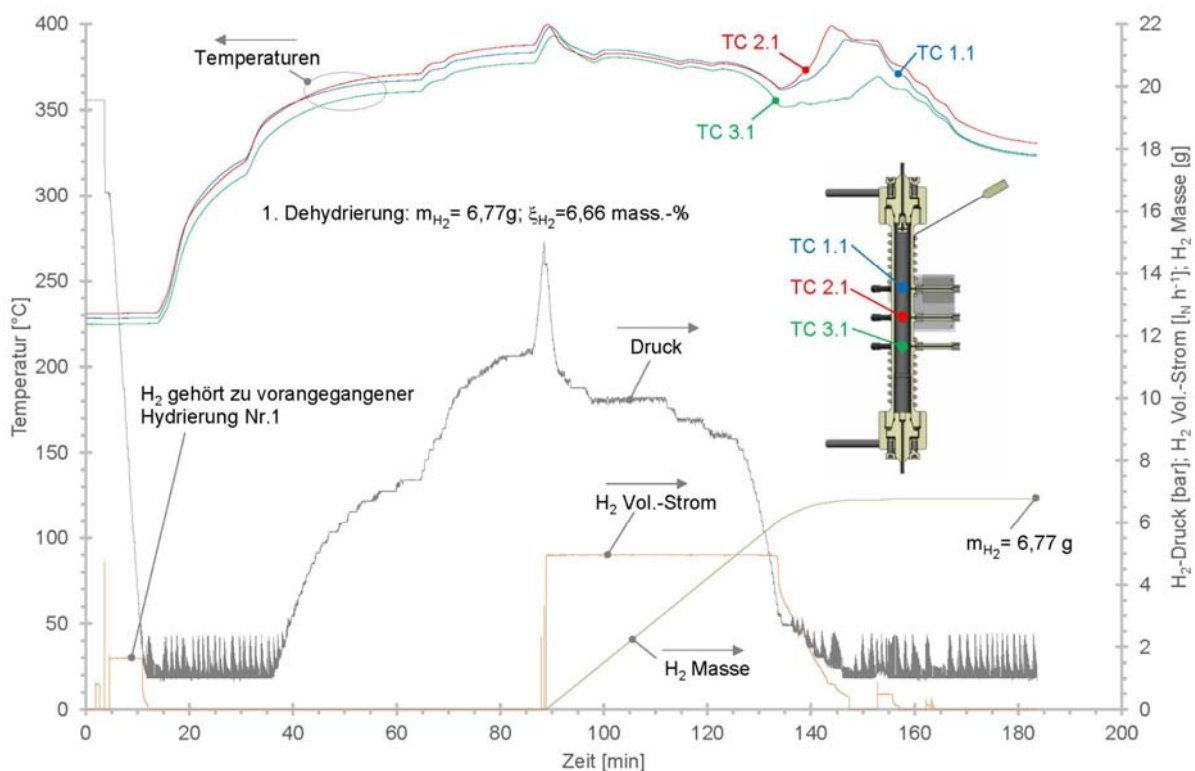 400
350
300
250
200
150
100
50
0
Temperatur [°C]
22
20
18
16
14
12
10
8
6
4
2
0
H₂-Druck [bar]; H₂ Vol.-Strom [l_N h⁻¹]; H₂ Masse [g]
0
20
40
60
80
100
120
140
160
180
200
Zeit [min]
Temperaturen
TC 2.1
TC 1.1
TC 3.1
1. Dehydrierung: m_H₂= 6,77g; ξ_H₂=6,66 mass.-%
TC 1.1
TC 2.1
TC 3.1
Druck
H₂ gehört zu vorangegangener
Hydrierung Nr.1
H₂ Vol.-Strom
m_H₂= 6,77 g
H₂ Masse